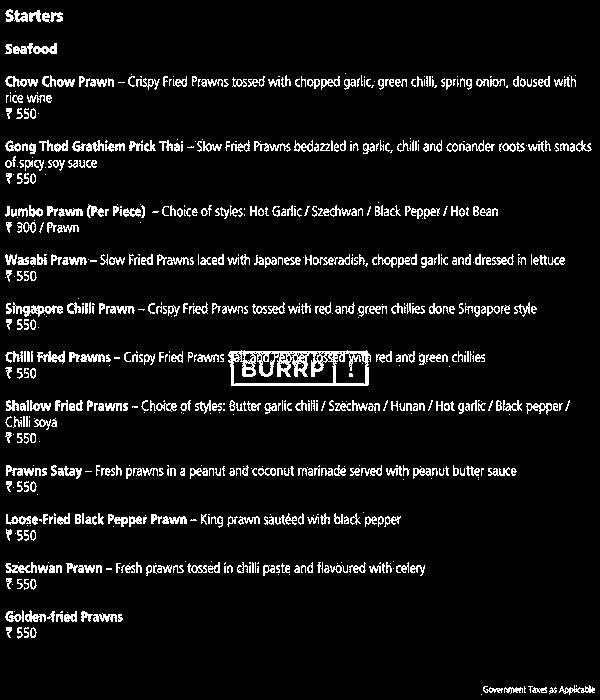 Starters
Seafood
Chow Chow Prawn – Crispy Fried Prawns tossed with chopped garlic, green chilli, spring onion, doused with
rice wine
₹ 550
Gong Thod Grathiem Prick Thai – Slow Fried Prawns bedazzled in garlic, chilli and coriander roots with smacks
of spicy soy sauce
₹ 550
Jumbo Prawn (Per Piece) – Choice of styles: Hot Garlic / Szechwan / Black Pepper / Hot Bean
₹ 300 / Prawn
Wasabi Prawn – Slow Fried Prawns laced with Japanese Horseradish, chopped garlic and dressed in lettuce
₹ 550
Singapore Chilli Prawn – Crispy Fried Prawns tossed with red and green chillies done Singapore style
₹ 550
Chilli Fried Prawns – Crispy Fried Prawns Salt and Pepper tossed with red and green chillies
BURRP !
₹ 550
Shallow Fried Prawns – Choice of styles: Butter garlic chilli / Szechwan / Hunan / Hot garlic / Black pepper /
Chilli soya
₹ 550
Prawns Satay – Fresh prawns in a peanut and coconut marinade served with peanut butter sauce
₹ 550
Loose-Fried Black Pepper Prawn – King prawn sautéed with black pepper
₹ 550
Szechwan Prawn – Fresh prawns tossed in chilli paste and flavoured with celery
₹ 550
Golden-fried Prawns
₹ 550
Government Taxes as Applicable